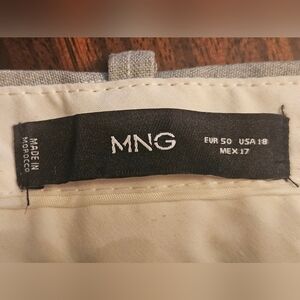 MADE IN
MOROCCO
MNG
EUR 50 USA 18
MEX 17